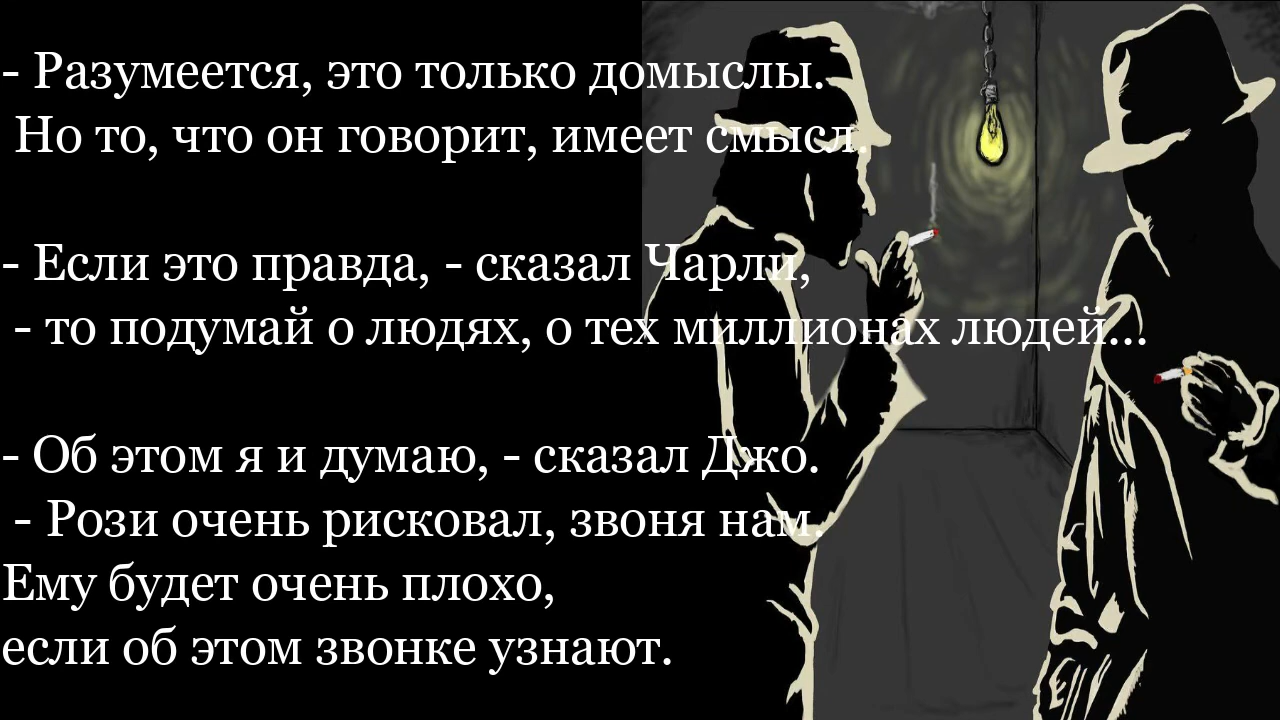 - Разумеется, это только домыслы.
Но то, что он говорит, имеет смысл.
- Если это правда, - сказал Чарли,
- то подумай о людях, о тех миллионах людей...
- Об этом я и думаю, - сказал Джо.
- Рози очень рисковал, звоня нам.
Ему будет очень плохо,
если об этом звонке узнают.